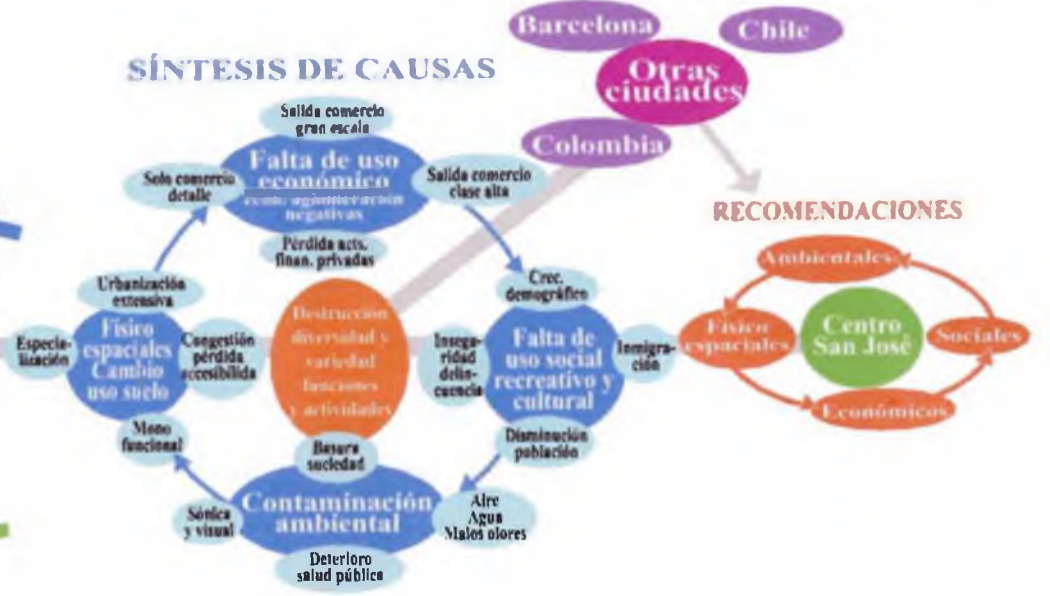 SÍNTESIS DE CAUSAS
Barcelona
Chile
Otras
ciudades
Colombia
Salida comercio
gran escala
Falta de uso
económico
econ. aglomeración
negativas
Solo comercio
detalle
Salida comercio
clase alta
Pérdida acts.
finan. privadas
Urbanización
extensiva
Crec.
demográfico
Especia-
lización
Físico
espaciales
Cambio
uso suelo
Congestión
pérdida
accesibilida
Destrucción
diversidad y
variedad
funciones
y actividades
Insegu-
ridad
delin-
cuencia
Falta de
uso social
recreativo y
cultural
Inmigra-
ción
Mono
funcional
Disminución
población
Basura
suciedad
Contaminación
ambiental
Sónica
y visual
Aire
Agua
Malos olores
Deterioro
salud pública
RECOMENDACIONES
Ambientales
Físico
espaciales
Centro
San José
Sociales
Económicos